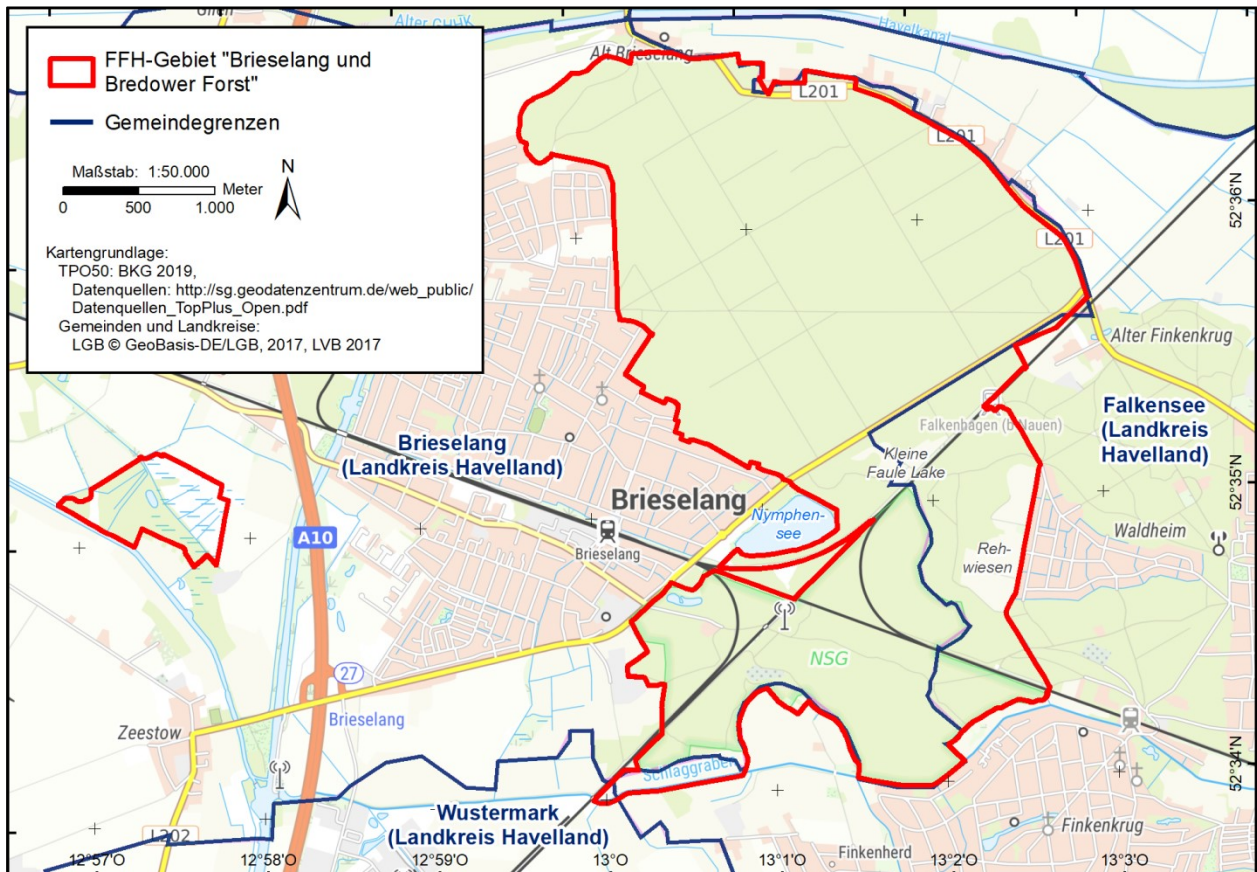 FFH-Gebiet "Brieselang und
Bredower Forst"
Gemeindegrenzen
Maßstab: 1:50.000
N
Meter
0 500 1.000
Kartengrundlage:
TPO50: BKG 2019,
Datenquellen: http://sg.geodatenzentrum.de/web_public/
Datenquellen_TopPlus_Open.pdf
Gemeinden und Landkreise:
LGB © GeoBasis-DE/LGB, 2017, LVB 2017
Alter
Havelkanal
Alt Brieselang
L201
L201
L201
52°36'N
Alter Finkenkrug
Falkenhagen (b Nauen)
Falkensee
(Landkreis
Havelland)
Brieselang
(Landkreis Havelland)
Kleine
Faule Lake
52°35'N
Brieselang
Nymphen-
see
Waldheim
A10
Brieselang
Reh-
wiesen
NSG
27
Brieselang
Zeestow
Schlaggraben
52°34'N
Wustermark
(Landkreis Havelland)
Finkenkrug
L202
Finkenherd
12°57'O 12°58'O 12°59'O 13°O 13°1'O 13°2'O 13°3'O